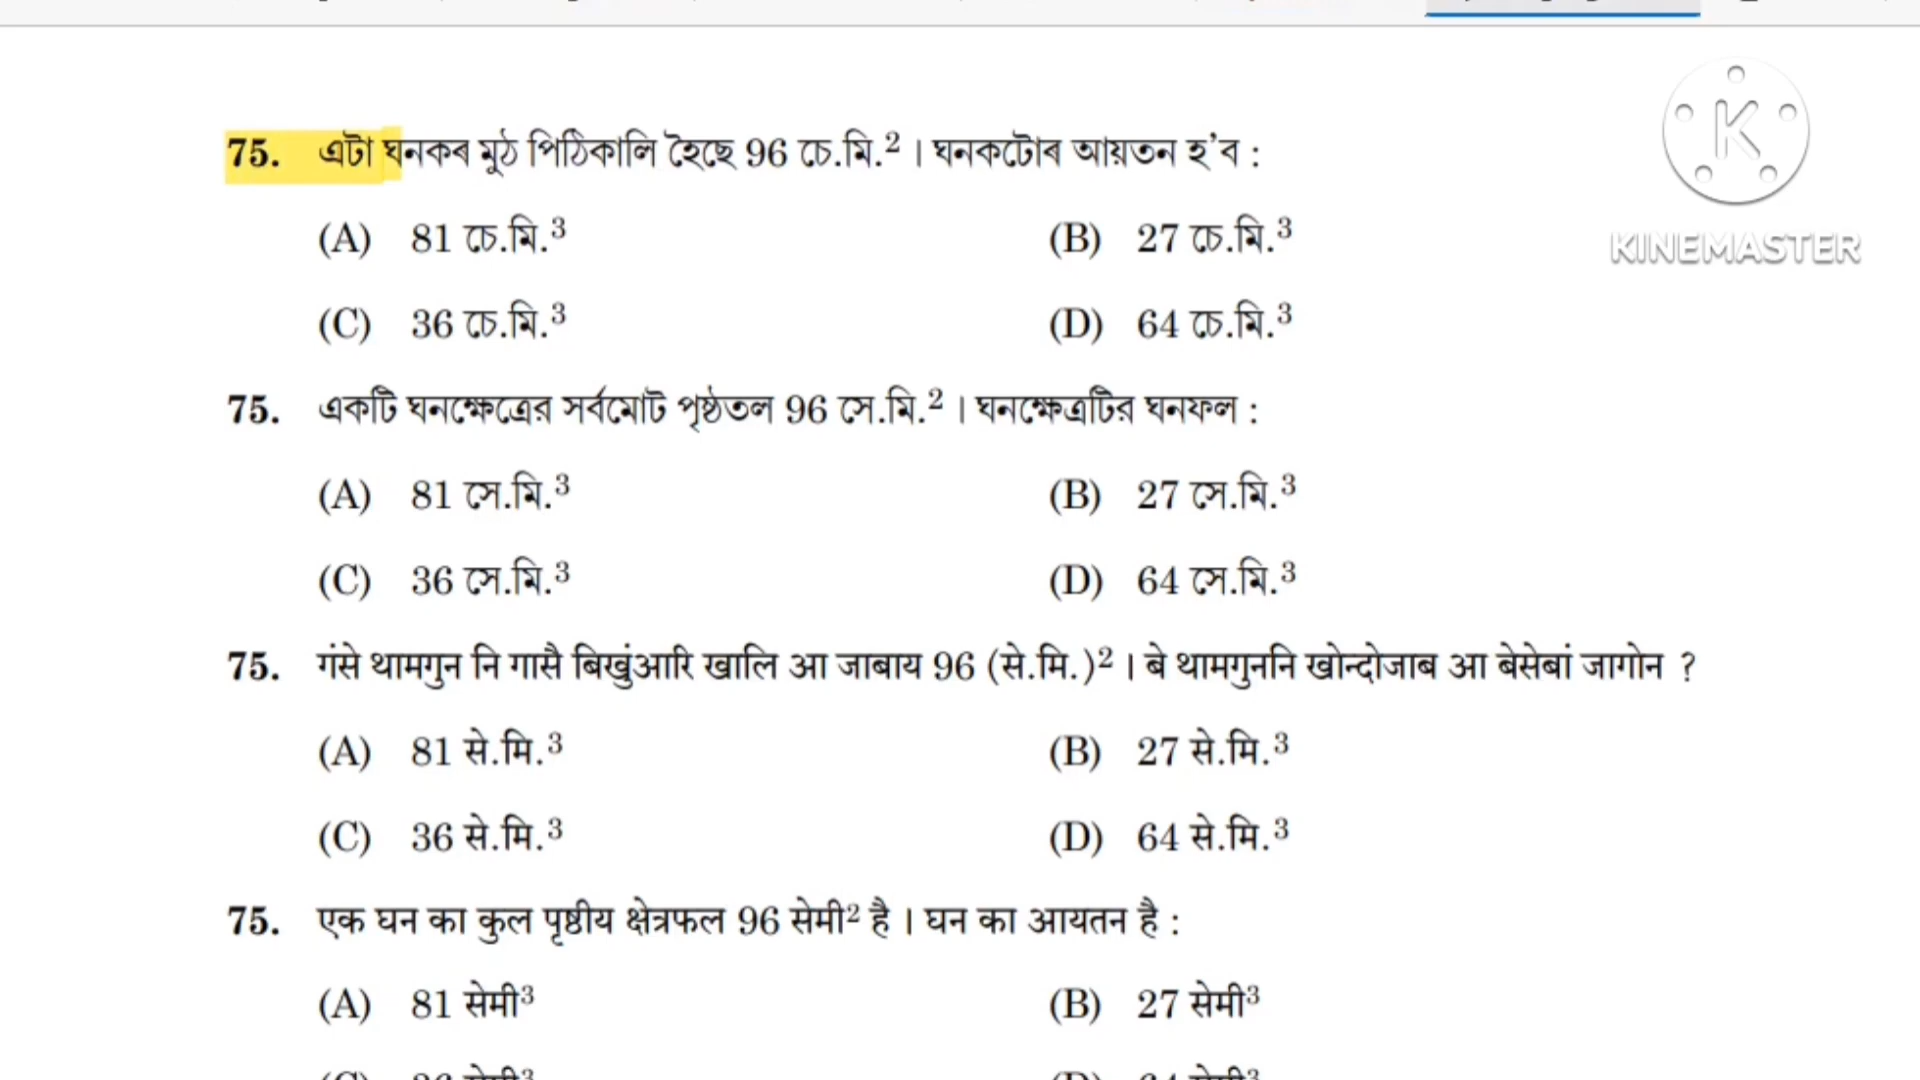 75. এটা ঘনকৰ মুঠ পিঠিকালি হৈছে 96 চে.মি.² । ঘনকটোৰ আয়তন হ'ব :
(A) 81 চে.মি.³ (B) 27 চে.মি.³
(C) 36 চে.মি.³ (D) 64 চে.মি.³
75. একটি ঘনক্ষেত্রের সর্বমোট পৃষ্ঠতল 96 সে.মি.² । ঘনক্ষেত্রটির ঘনফল :
(A) 81 সে.মি.³ (B) 27 সে.মি.³
(C) 36 সে.মি.³ (D) 64 সে.মি.³
75. गंसे थामगुन नि गासै बिखुंआरि खालि आ जाबाय 96 (से.मि.)² । बे थामगुननि खोन्दोजाब आ बेसेबां जागोन ?
(A) 81 से.मि.³ (B) 27 से.मि.³
(C) 36 से.मि.³ (D) 64 से.मि.³
75. एक घन का कुल पृष्ठीय क्षेत्रफल 96 सेमी² है । घन का आयतन है :
(A) 81 सेमी³ (B) 27 सेमी³
K
KINEMASTER